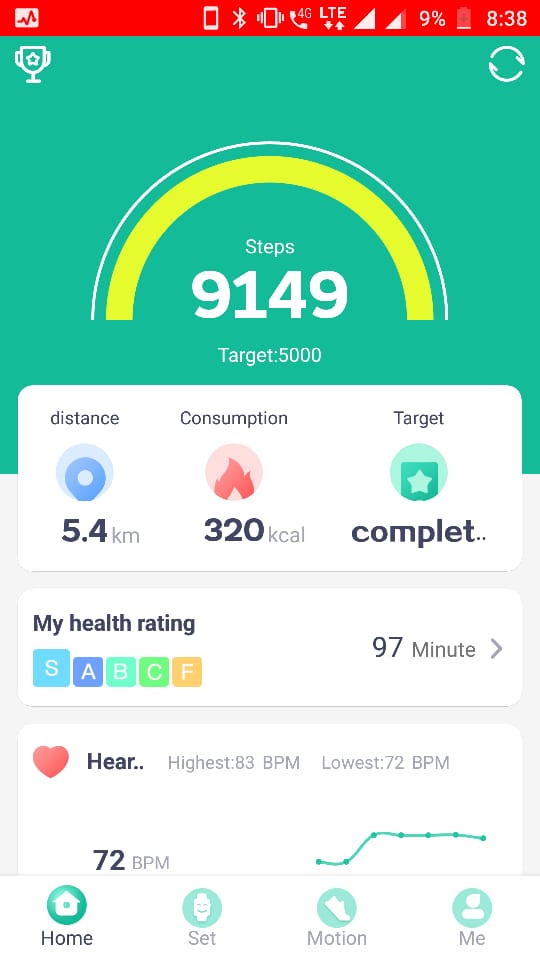 4G LTE 9% 8:38
Steps
9149
Target:5000
distance Consumption Target
5.4 km 320 kcal complet..
My health rating
S A B C F
97 Minute
Hear.. Highest:83 BPM Lowest:72 BPM
72 BPM
Home Set Motion Me